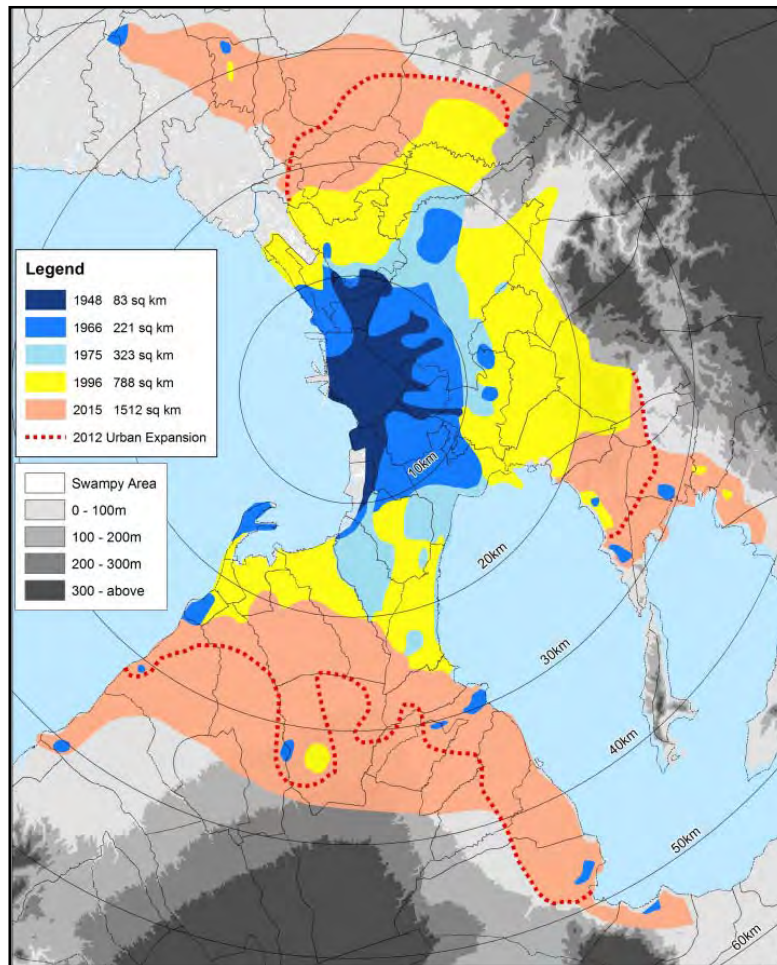 Legend
1948 83 sq km
1966 221 sq km
1975 323 sq km
1996 788 sq km
2015 1512 sq km
2012 Urban Expansion
Swampy Area
0 - 100m
100 - 200m
200 - 300m
300 - above
10km
20km
30km
40km
50km
60km